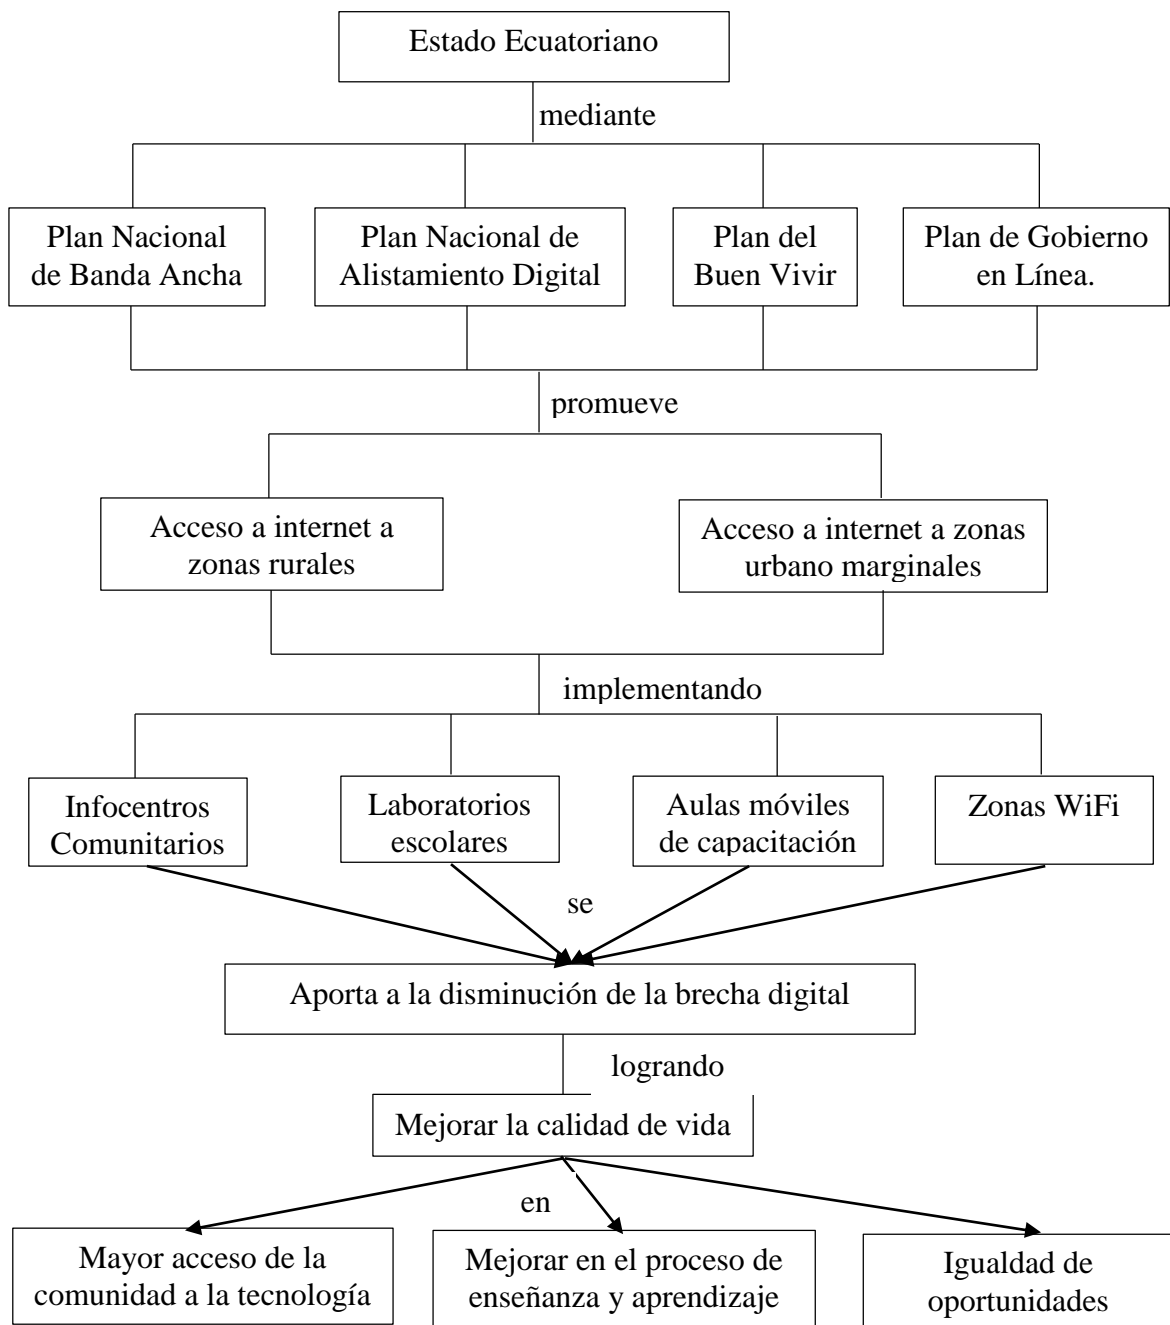 Estado Ecuatoriano
mediante
Plan Nacional
de Banda Ancha
Plan Nacional de
Alistamiento Digital
Plan del
Buen Vivir
Plan de Gobierno
en Línea.
promueve
Acceso a internet a
zonas rurales
Acceso a internet a zonas
urbano marginales
implementando
Infocentros
Comunitarios
Laboratorios
escolares
Aulas móviles
de capacitación
Zonas WiFi
se
Aporta a la disminución de la brecha digital
logrando
Mejorar la calidad de vida
en
Mayor acceso de la
comunidad a la tecnología
Mejorar en el proceso de
enseñanza y aprendizaje
Igualdad de
oportunidades